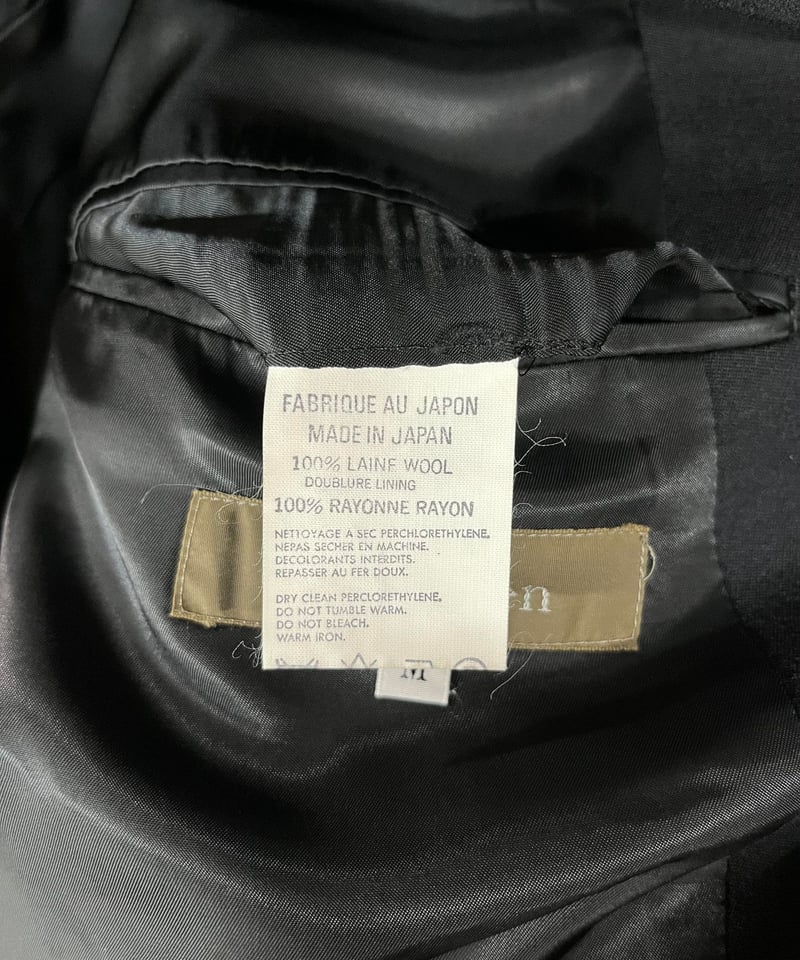 FABRIQUE AU JAPON
MADE IN JAPAN
100% LAINE WOOL
DOUBLURE LINING
100% RAYONNE RAYON
NETTOYAGE À SEC PERCHLORETHYLENE.
NEPAS SECHER EN MACHINE.
DECOLORANTS INTERDITS.
REPASSER AU FER DOUX.
DRY CLEAN PERCLORETHYLENE.
DO NOT TUMBLE WARM.
DO NOT BLEACH.
WARM IRON.
en
M